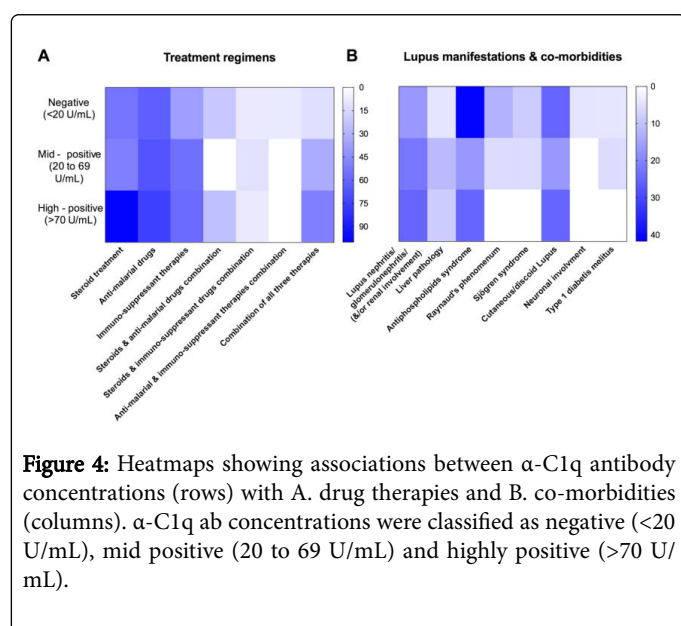 A
Treatment regimens
B
Lupus manifestations & co-morbidities
Negative
(<20 U/mL)
Mid - positive
(20 to 69
U/mL)
High - positive
(>70 U/mL)
0
15
30
45
60
75
90
0
10
20
30
40
Steroid treatment
Anti-malarial drugs
Immuno-suppressant therapies
Steroids & anti-malarial drugs combination
Steroids & immuno-suppressant drugs combination
Anti-malarial & immuno-suppressant therapies combination
Combination of all three therapies
Lupus nephritis/
glomerulonephritis/
(&/or renal involvement)
Liver pathology
Antiphospholipids syndrome
Raynaud's phenomenum
Sjögren syndrome
Cutaneous/discoid Lupus
Neuronal involvment
Type 1 diabetis melitus
Figure 4: Heatmaps showing associations between α-C1q antibody
concentrations (rows) with A. drug therapies and B. co-morbidities
(columns). α-C1q ab concentrations were classified as negative (<20
U/mL), mid positive (20 to 69 U/mL) and highly positive (>70 U/
mL).